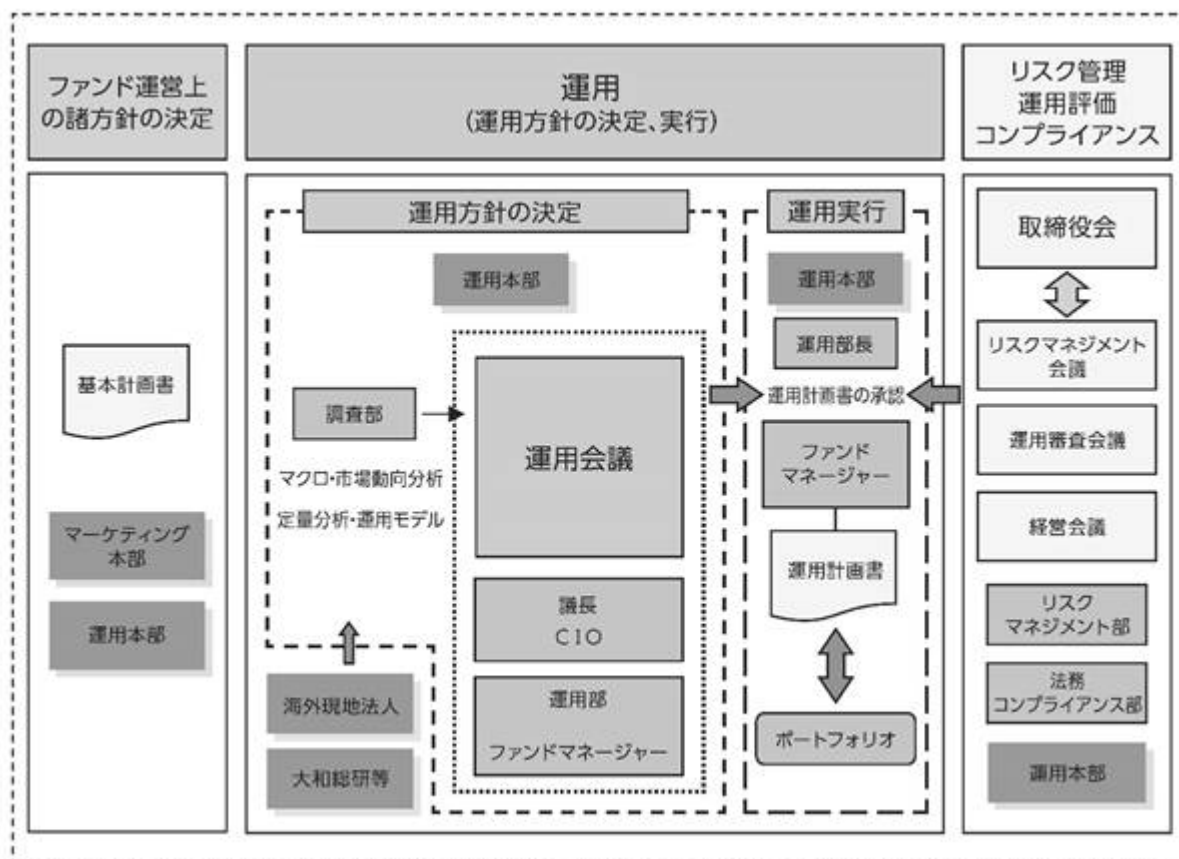 ファンド運営上
の諸方針の決定
運用
(運用方針の決定、実行)
リスク管理
運用評価
コンプライアンス
基本計画書
マーケティング
本部
運用本部
運用方針の決定
運用本部
調査部
マクロ・市場動向分析
定量分析・運用モデル
運用会議
議長
CIO
運用部
ファンドマネージャー
海外現地法人
大和総研等
運用実行
運用本部
運用部長
運用計画書の承認
ファンド
マネージャー
運用計画書
ポートフォリオ
取締役会
リスクマネジメント
会議
運用審査会議
経営会議
リスク
マネジメント部
法務
コンプライアンス部
運用本部